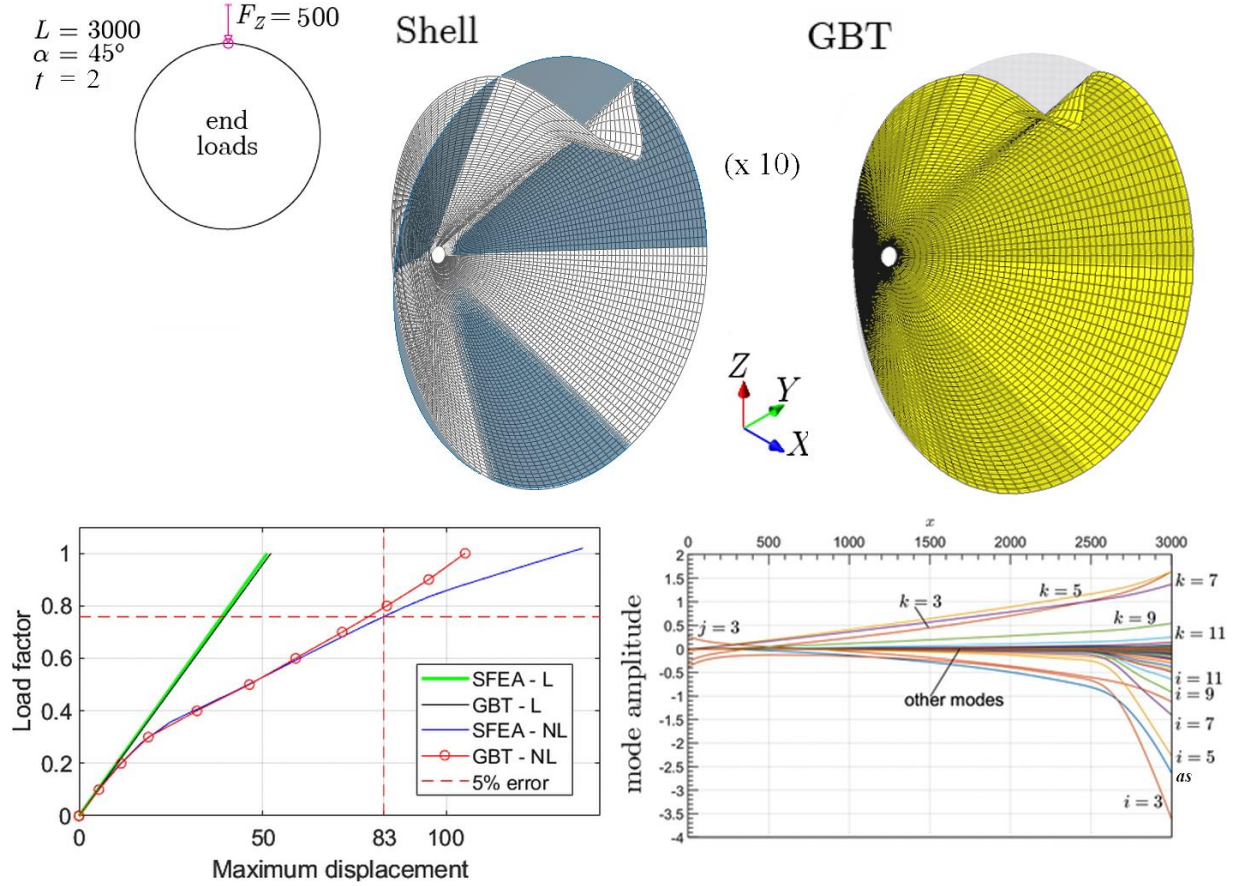 L = 3000
α = 45º
t = 2
F_Z = 500
end
loads
Shell
GBT
(x 10)
Z
Y
X
Load factor
1
0.8
0.6
0.4
0.2
0
0
50
83
100
Maximum displacement
SFEA - L
GBT - L
SFEA - NL
GBT - NL
5% error
x
0
500
1000
1500
2000
2500
3000
mode amplitude
2
1.5
1
0.5
0
-0.5
-1
-1.5
-2
-2.5
-3
-3.5
-4
j = 3
k = 3
k = 5
k = 7
k = 9
k = 11
other modes
i = 11
i = 9
i = 7
i = 5
as
i = 3